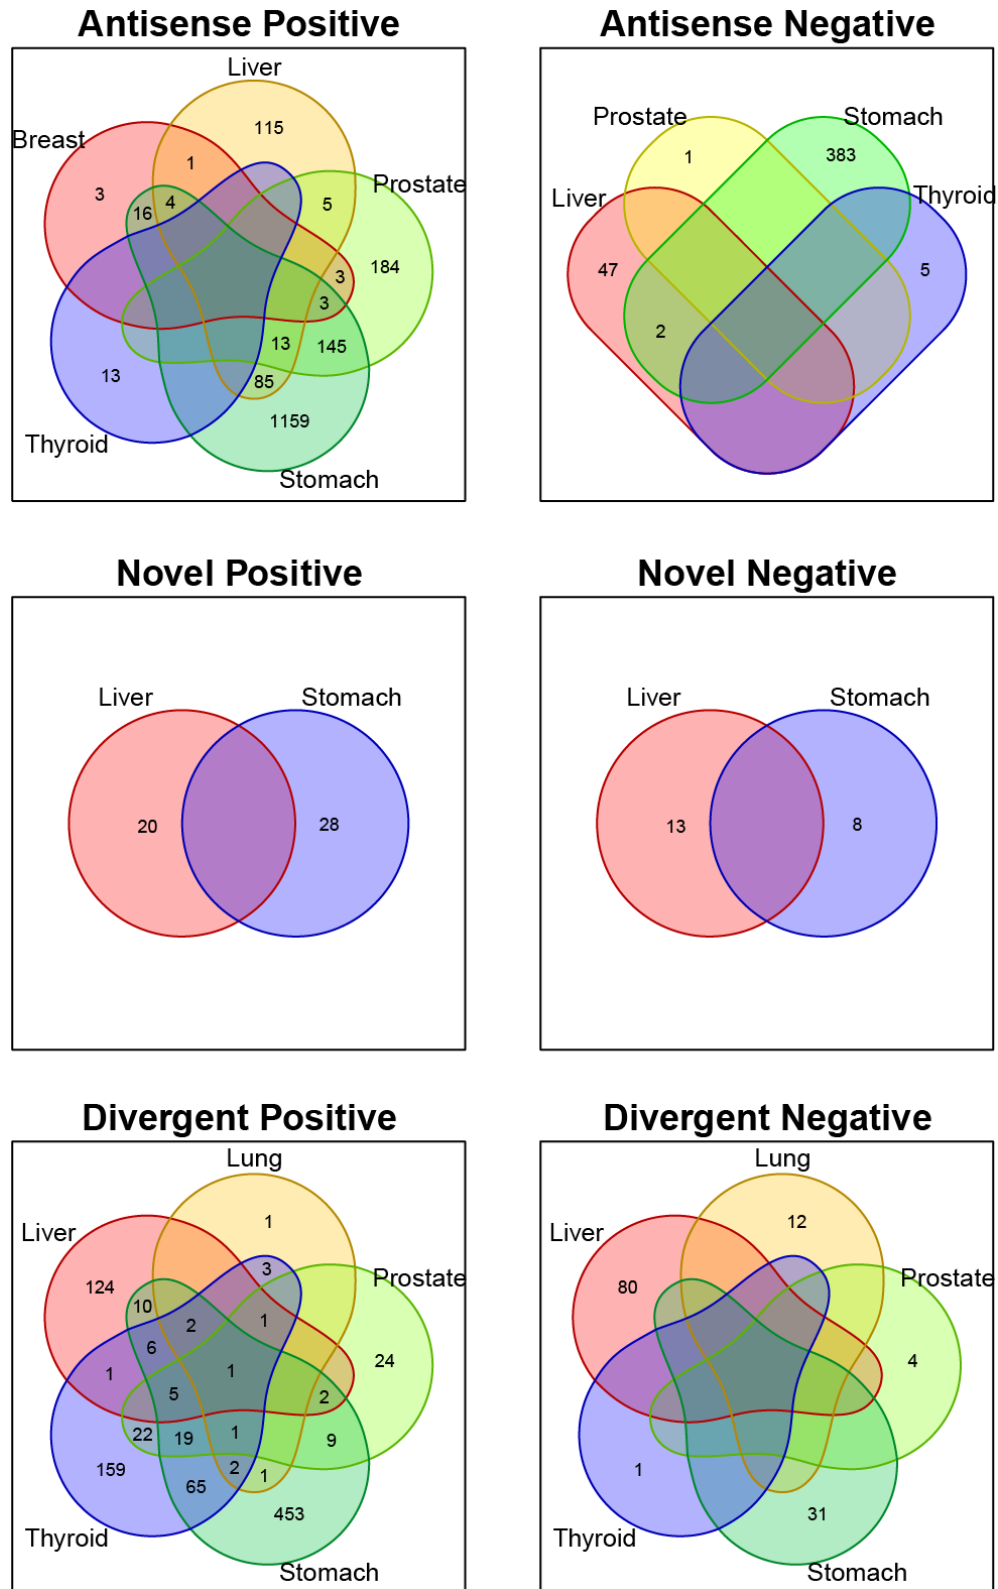 Antisense Positive
Antisense Negative
Liver
Breast
Prostate
Thyroid
Stomach
115
1
3
16
4
5
184
3
3
13
145
85
13
1159
Prostate
Stomach
Liver
Thyroid
1
383
47
5
2
Novel Positive
Novel Negative
Liver
Stomach
20
28
Liver
Stomach
13
8
Divergent Positive
Divergent Negative
Lung
Liver
Prostate
Thyroid
Stomach
1
3
124
10
2
1
6
1
1
24
5
2
22
19
1
9
159
2
1
65
453
Lung
Liver
Prostate
Thyroid
Stomach
12
80
4
1
31